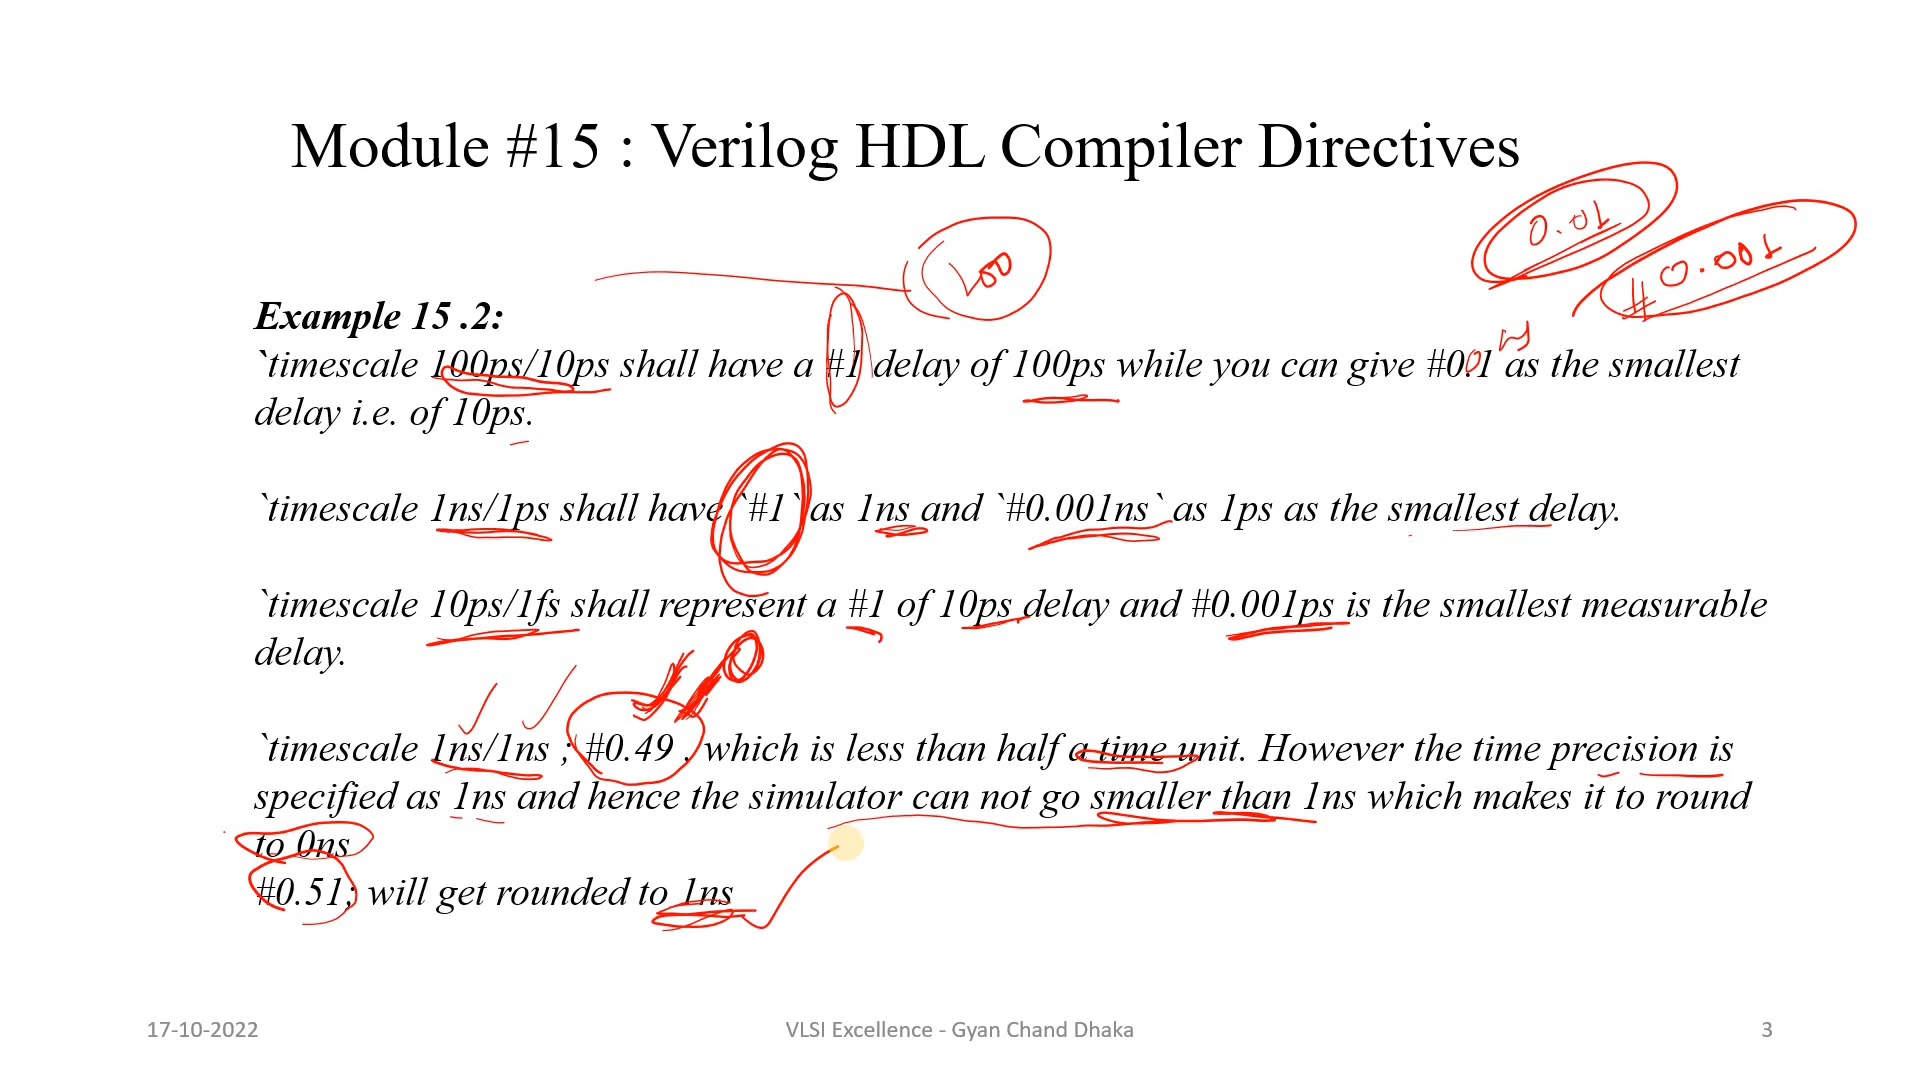 Module #15 : Verilog HDL Compiler Directives
0.01
#0.001
100
Example 15 .2:
`timescale 100ps/10ps shall have a #1 delay of 100ps while you can give #0.1 as the smallest
delay i.e. of 10ps.
`timescale 1ns/1ps shall have `#1` as 1ns and `#0.001ns` as 1ps as the smallest delay.
`timescale 10ps/1fs shall represent a #1 of 10ps delay and #0.001ps is the smallest measurable
delay.
`timescale 1ns/1ns ; #0.49 , which is less than half a time unit. However the time precision is
specified as 1ns and hence the simulator can not go smaller than 1ns which makes it to round
to 0ns
#0.51; will get rounded to 1ns
17-10-2022
VLSI Excellence - Gyan Chand Dhaka
3